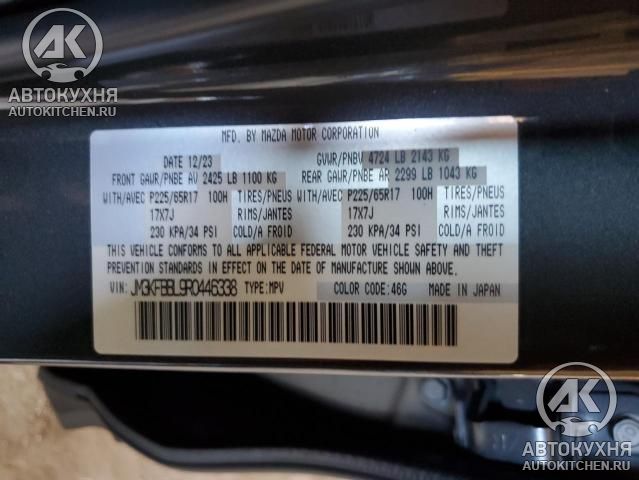 АК
АВТОКУХНЯ
AUTOKITCHEN.RU
MFD. BY MAZDA MOTOR CORPORATION
DATE 12/23 GVWR/PNBV 4724 LB 2143 KG
FRONT GAWR/PNBE AV 2425 LB 1100 KG REAR GAWR/PNBE AR 2299 LB 1043 KG
WITH/AVEC P225/65R17 100H TIRES/PNEUS WITH/AVEC P225/65R17 100H TIRES/PNEUS
17X7J RIMS/JANTES 17X7J RIMS/JANTES
230 KPA/34 PSI COLD/A FROID 230 KPA/34 PSI COLD/A FROID
THIS VEHICLE CONFORMS TO ALL APPLICABLE FEDERAL MOTOR VEHICLE SAFETY AND THEFT
PREVENTION STANDARDS IN EFFECT ON THE DATE OF MANUFACTURE SHOWN ABOVE.
VIN: JM3KFBBL9R0446338 TYPE:MPV COLOR CODE:46G MADE IN JAPAN
АК
АВТОКУХНЯ
AUTOKITCHEN.RU